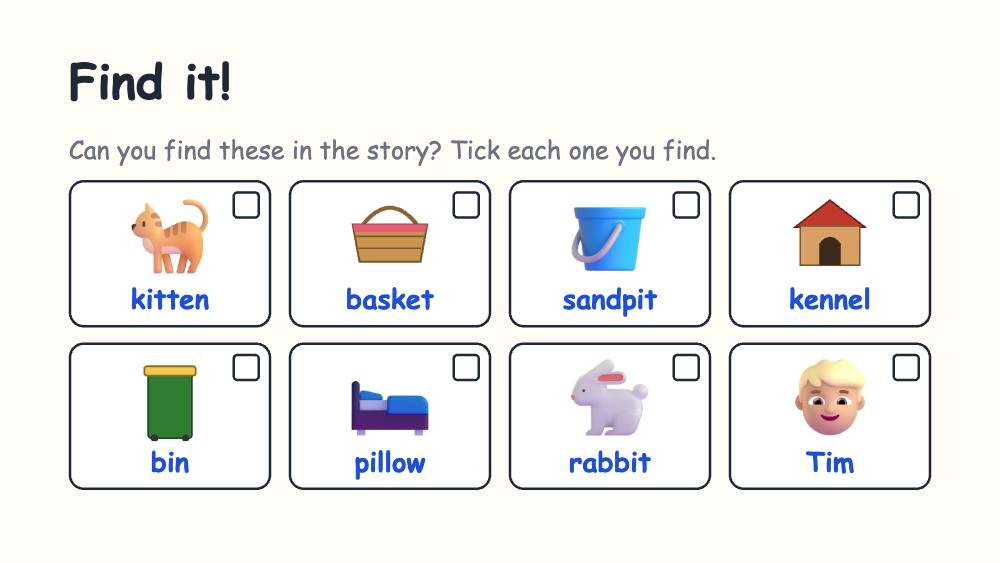 Find it!
Can you find these in the story? Tick each one you find.
kitten
basket
sandpit
kennel
bin
pillow
rabbit
Tim